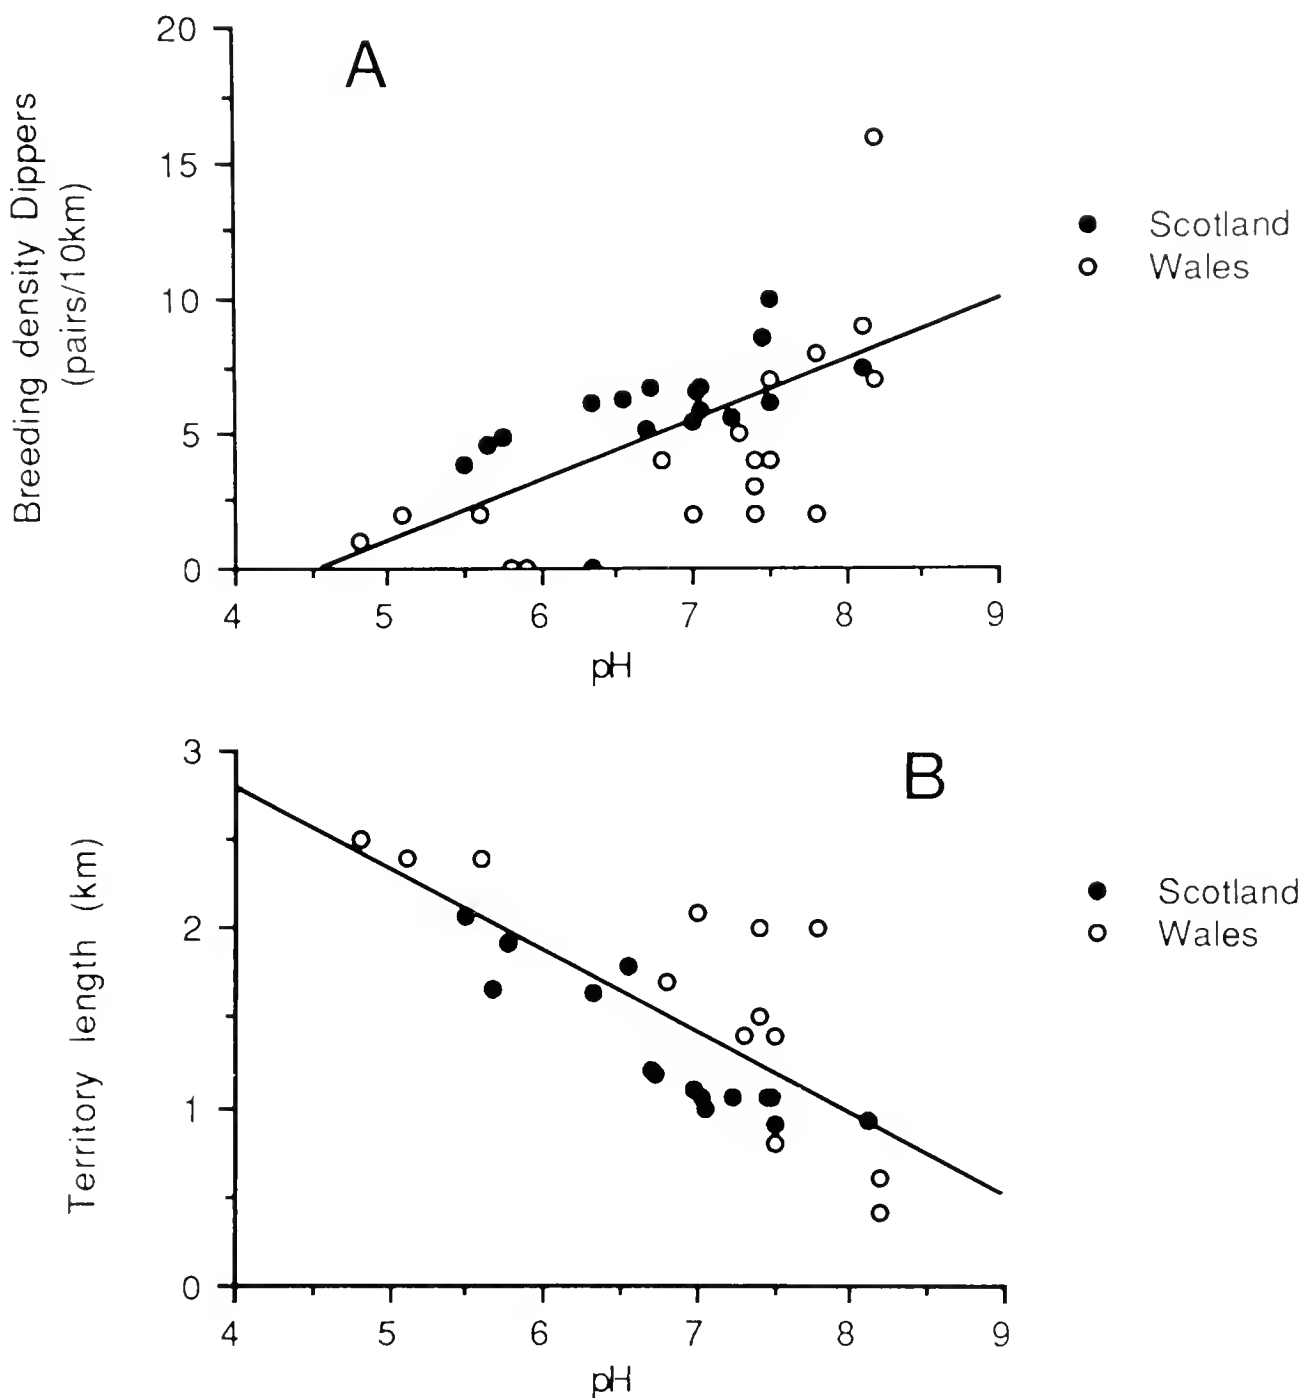 A
Breeding density Dippers
(pairs/10km)
20
15
10
5
0
4 5 6 7 8 9
pH
Scotland
Wales
B
Territory length (km)
3
2
1
0
4 5 6 7 8 9
pH
Scotland
Wales